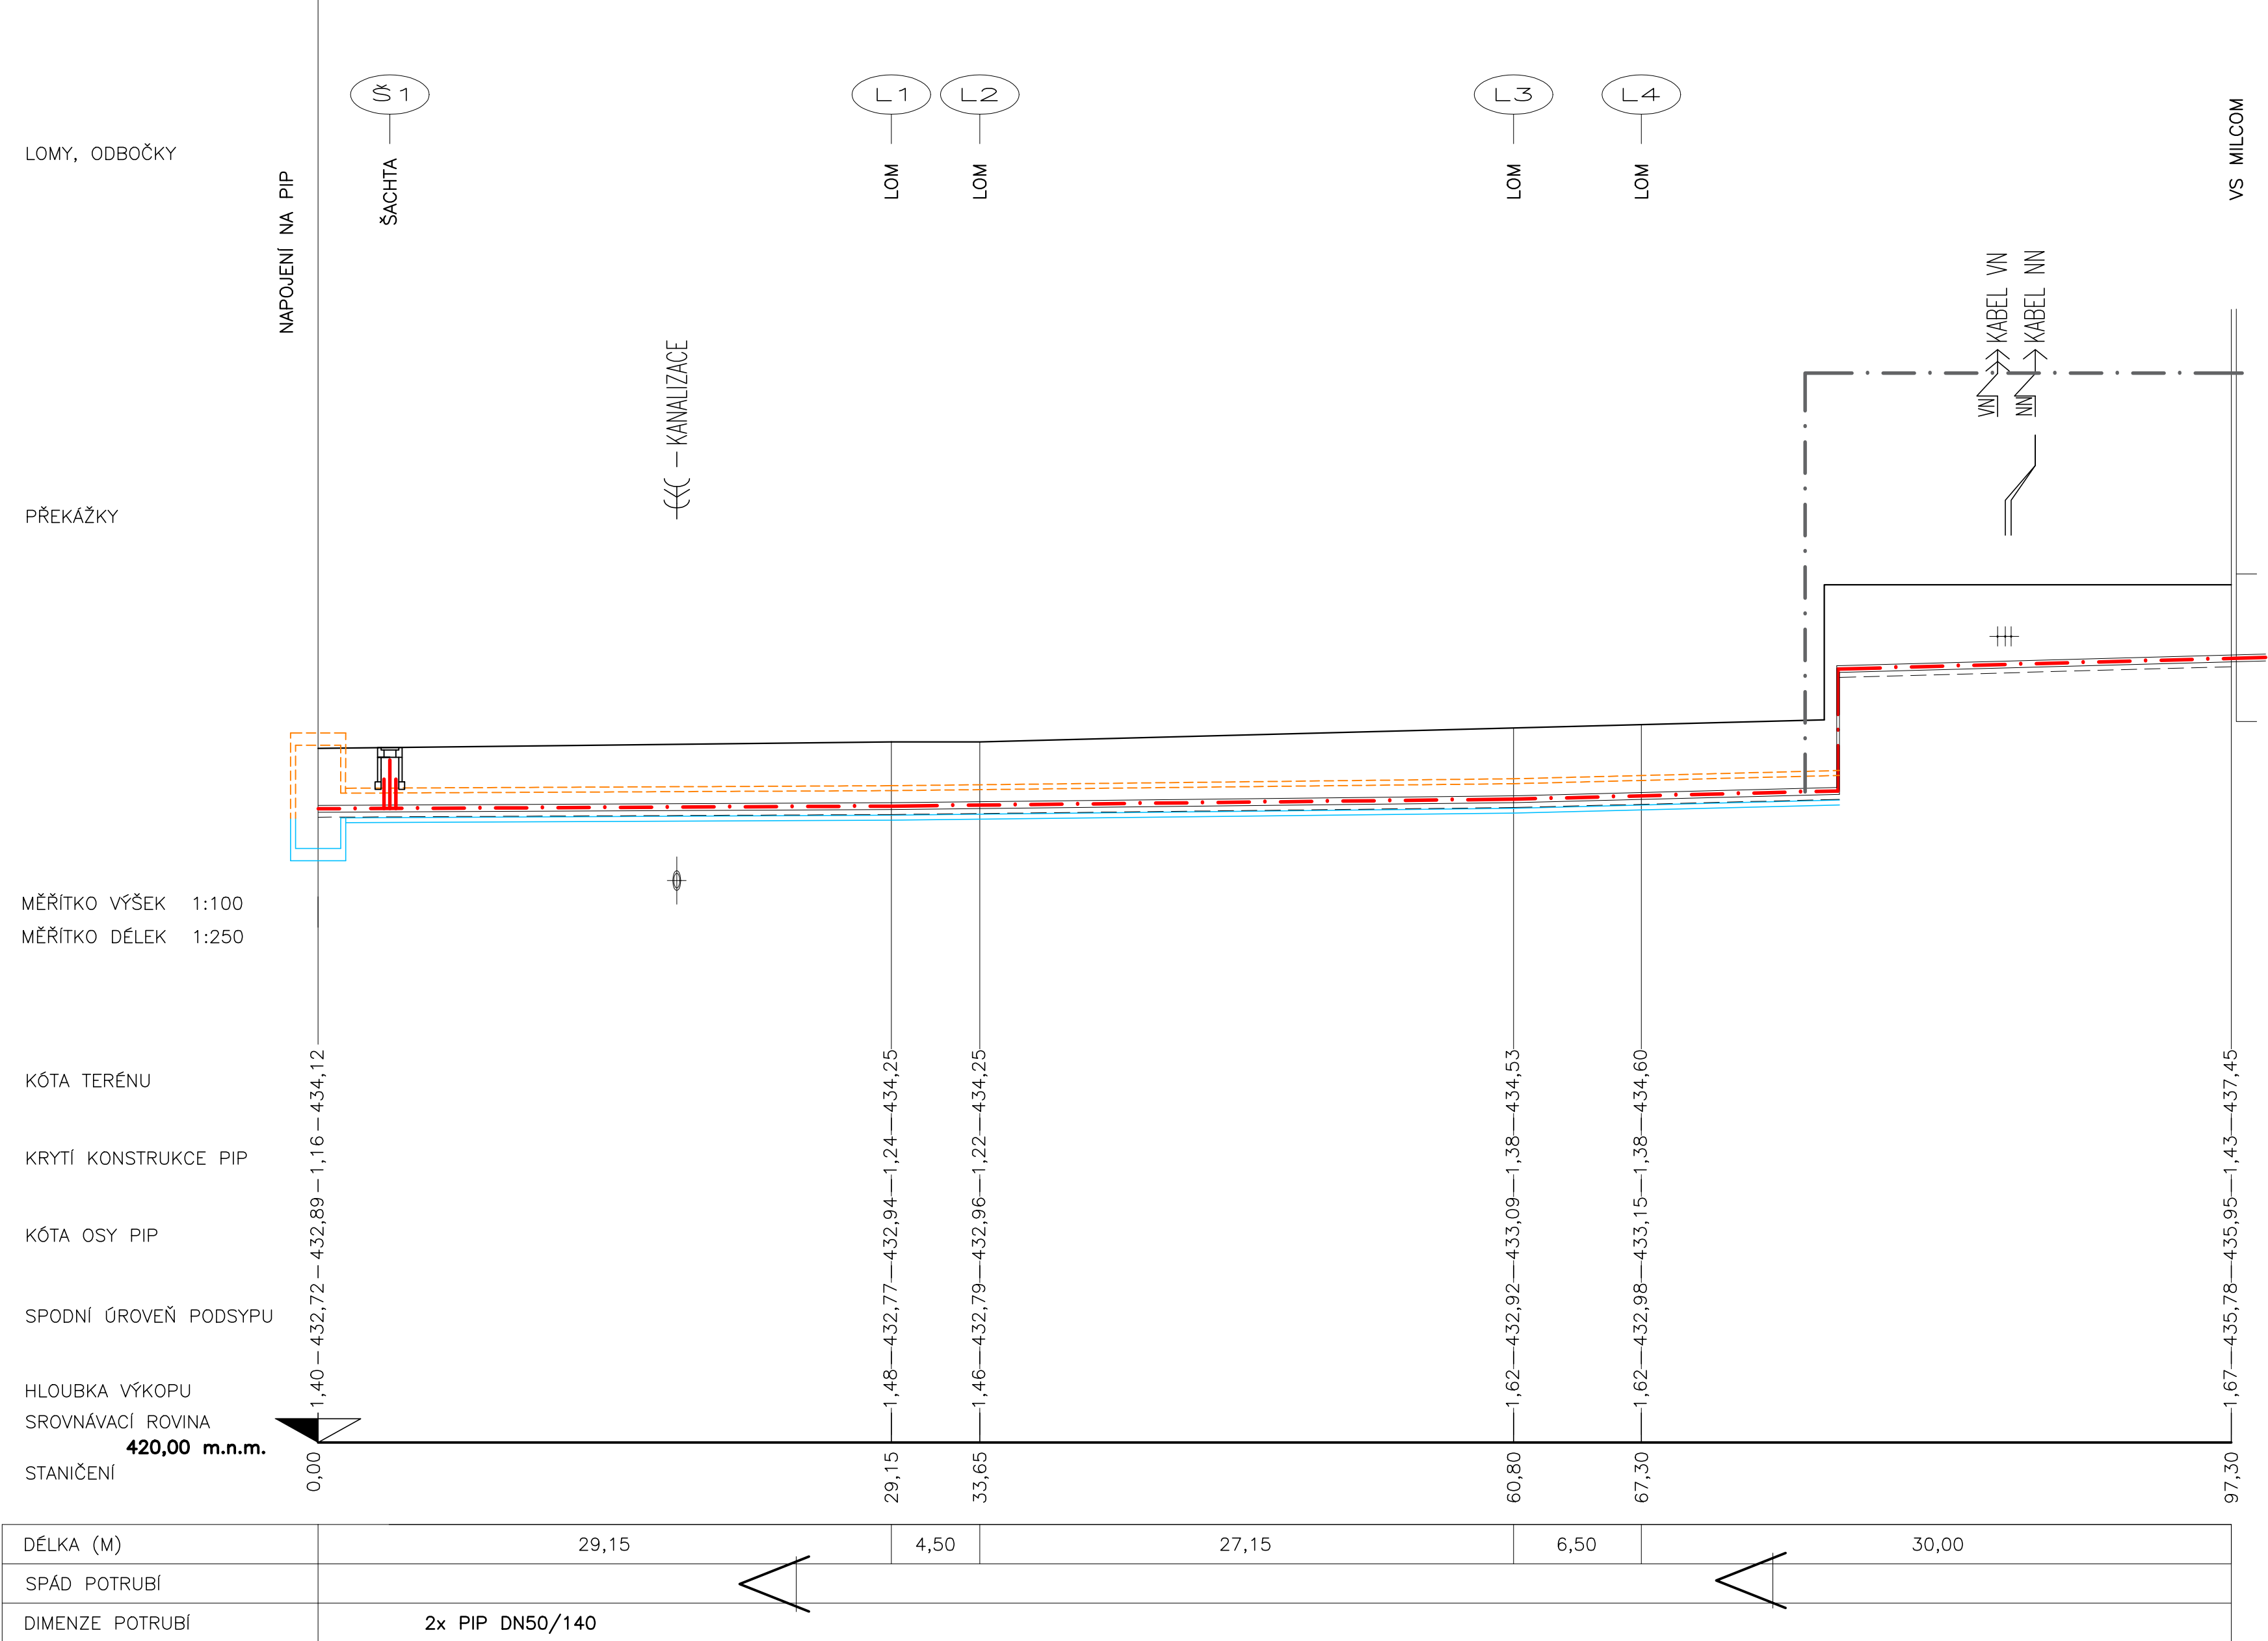 Š1
L1
L2
L3
L4
LOMY, ODBOČKY
NAPOJENÍ NA PIP
ŠACHTA
LOM
LOM
LOM
LOM
VS MILCOM
KABEL VN
KABEL NN
VN
NN
KANALIZACE
PŘEKÁŽKY
MĚŘÍTKO VÝŠEK 1:100
MĚŘÍTKO DÉLEK 1:250
KÓTA TERÉNU
434,12
434,25
434,25
434,53
434,60
437,45
KRYTÍ KONSTRUKCE PIP
1,16
1,24
1,22
1,38
1,38
1,43
KÓTA OSY PIP
432,89
432,94
432,96
433,09
433,15
435,95
SPODNÍ ÚROVEŇ PODSYPU
432,72
432,77
432,79
432,92
432,98
435,78
HLOUBKA VÝKOPU
1,40
1,48
1,46
1,62
1,62
1,67
SROVNÁVACÍ ROVINA
420,00 m.n.m.
STANIČENÍ
0,00
29,15
33,65
60,80
67,30
97,30
DÉLKA (M)
29,15
4,50
27,15
6,50
30,00
SPÁD POTRUBÍ
DIMENZE POTRUBÍ
2x PIP DN50/140